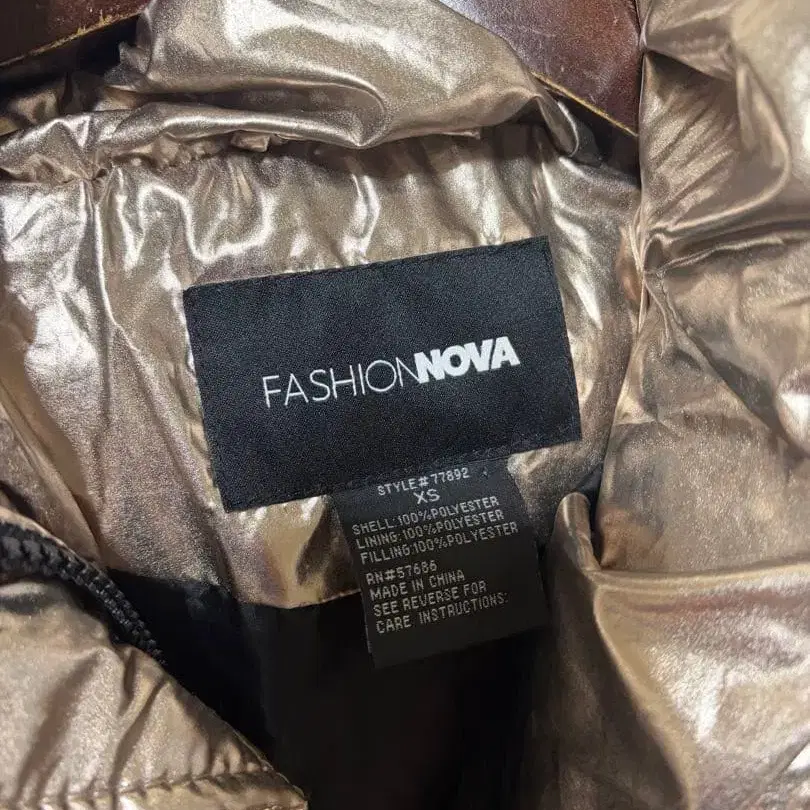 FASHIONNOVA
STYLE#77892
XS
SHELL:100%POLYESTER
LINING:100%POLYESTER
FILLING:100%POLYESTER
RN#57686
MADE IN CHINA
SEE REVERSE FOR
CARE INSTRUCTIONS: